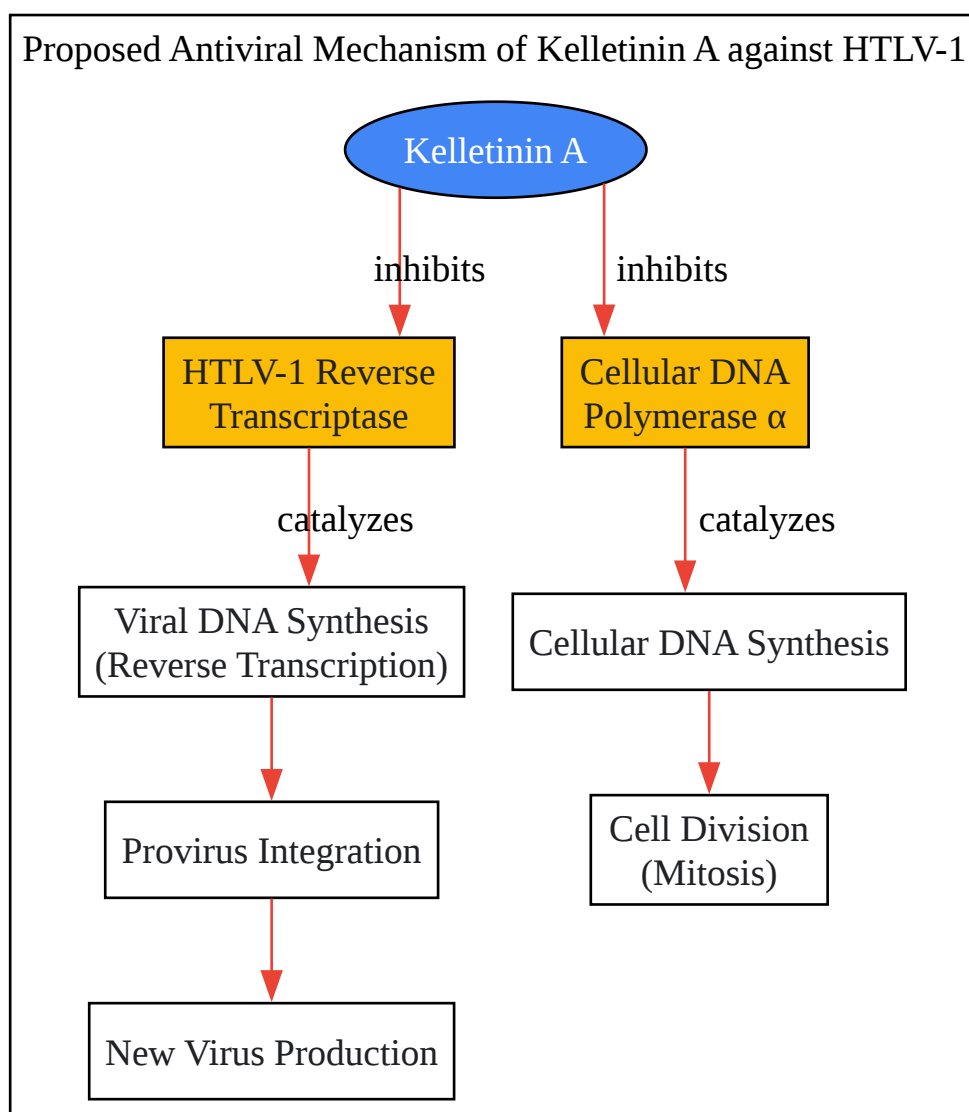 Proposed Antiviral Mechanism of Kelletinin A against HTLV-1
Kelletinin A
inhibits
inhibits
HTLV-1 Reverse
Transcriptase
Cellular DNA
Polymerase α
catalyzes
catalyzes
Viral DNA Synthesis
(Reverse Transcription)
Cellular DNA Synthesis
Provirus Integration
Cell Division
(Mitosis)
New Virus Production